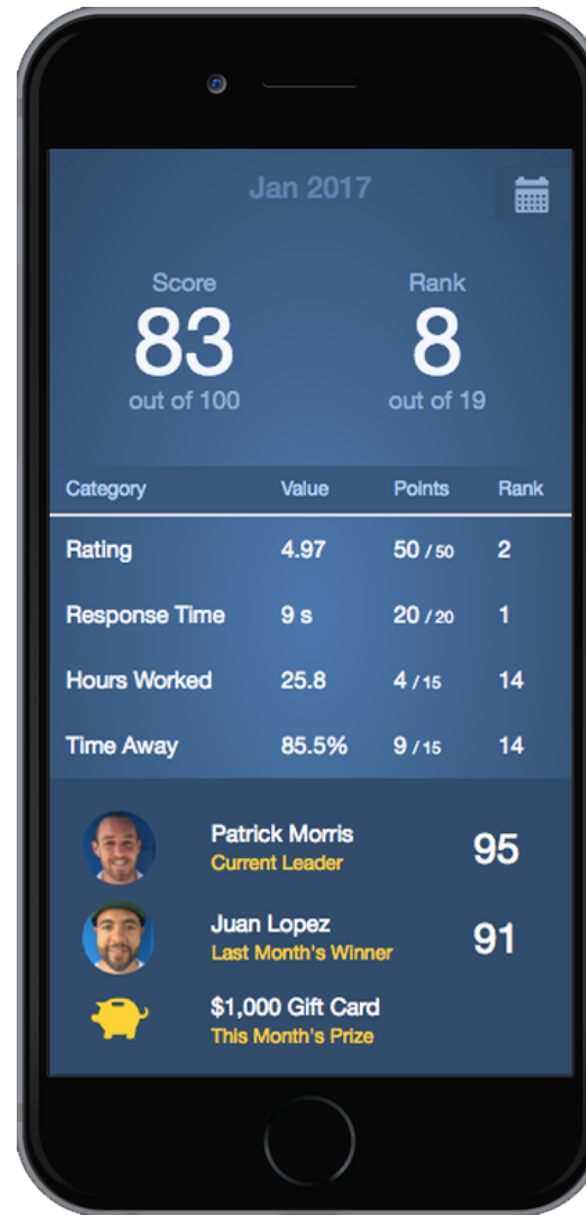 Jan 2017
Score Rank
83 8
out of 100 out of 19
Category Value Points Rank
Rating 4.97 50 / 50 2
Response Time 9 s 20 / 20 1
Hours Worked 25.8 4 / 15 14
Time Away 85.5% 9 / 15 14
Patrick Morris 95
Current Leader
Juan Lopez 91
Last Month's Winner
$1,000 Gift Card
This Month's Prize